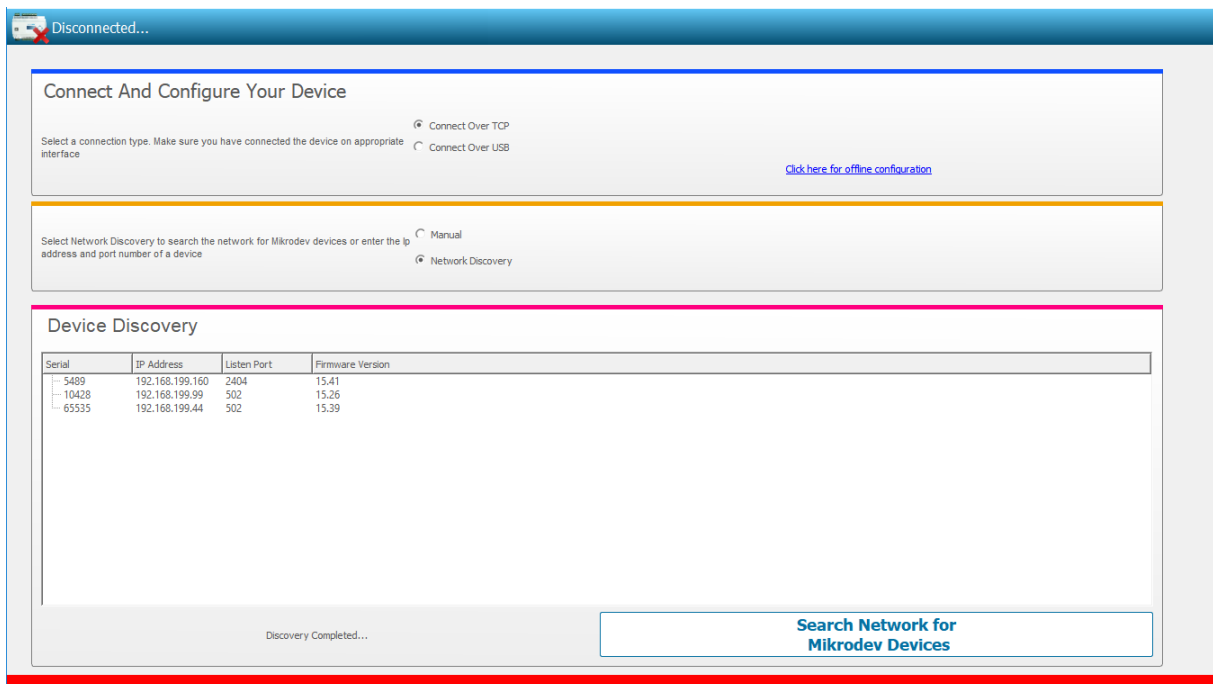 Disconnected...
Connect And Configure Your Device
Connect Over TCP
Select a connection type. Make sure you have connected the device on appropriate
interface
Connect Over USB
Click here for offline configuration
Manual
Select Network Discovery to search the network for Mikrodev devices or enter the Ip
address and port number of a device
Network Discovery
Device Discovery
Serial IP Address Listen Port Firmware Version
5489 192.168.199.160 2404 15.41
10428 192.168.199.99 502 15.26
65535 192.168.199.44 502 15.39
Discovery Completed...
Search Network for
Mikrodev Devices